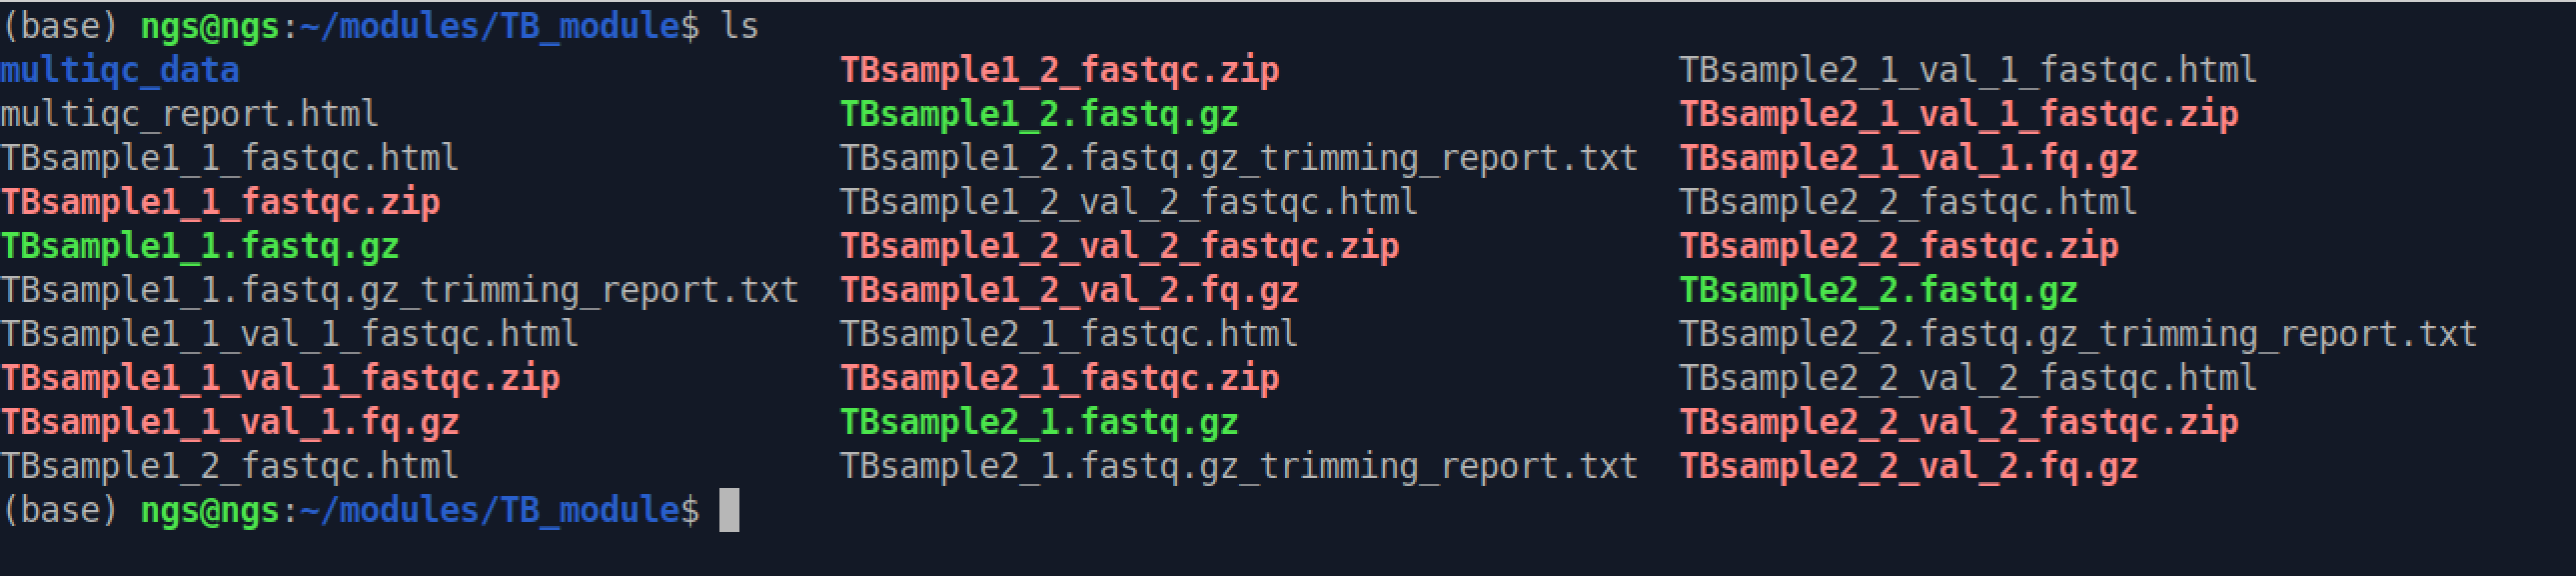 (base) ngs@ngs:~/modules/TB_module$ ls
multiqc_data TBsample1_2_fastqc.zip TBsample2_1_val_1_fastqc.html
multiqc_report.html TBsample1_2.fastq.gz TBsample2_1_val_1_fastqc.zip
TBsample1_1_fastqc.html TBsample1_2.fastq.gz_trimming_report.txt TBsample2_1_val_1.fq.gz
TBsample1_1_fastqc.zip TBsample1_2_val_2_fastqc.html TBsample2_2_fastqc.html
TBsample1_1.fastq.gz TBsample1_2_val_2_fastqc.zip TBsample2_2_fastqc.zip
TBsample1_1.fastq.gz_trimming_report.txt TBsample1_2_val_2.fq.gz TBsample2_2.fastq.gz
TBsample1_1_val_1_fastqc.html TBsample2_1_fastqc.html TBsample2_2.fastq.gz_trimming_report.txt
TBsample1_1_val_1_fastqc.zip TBsample2_1_fastqc.zip TBsample2_2_val_2_fastqc.html
TBsample1_1_val_1.fq.gz TBsample2_1.fastq.gz TBsample2_2_val_2_fastqc.zip
TBsample1_2_fastqc.html TBsample2_1.fastq.gz_trimming_report.txt TBsample2_2_val_2.fq.gz
(base) ngs@ngs:~/modules/TB_module$